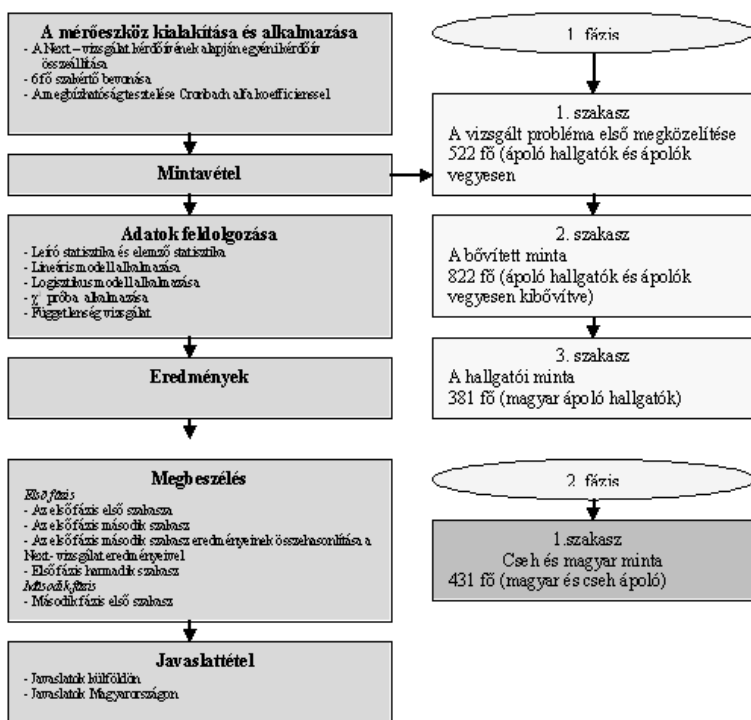 A mérőeszköz kialakítása és alkalmazása
- A Next – vizsgálat kérdőívének alapján egyéni kérdőív
összeállítása
- 6 fő szakértő bevonása
- A megbízhatóság tesztelése Cronbach alfa koefficienssel
Mintavétel
Adatok feldolgozása
- Leíró statisztika és elemző statisztika
- Lineáris modell alkalmazása
- Logisztikus modell alkalmazása
- χ² próba alkalmazása
- Függetlenség vizsgálat
Eredmények
Megbeszélés
Első fázis
- Az első fázis első szakasza
- Az első fázis második szakasz
- Az első fázis második szakasz eredményeinek összehasonlítása a
Next- vizsgálat eredményeivel
- Első fázis harmadik szakasz
Második fázis
- Második fázis első szakasz
Javaslattétel
- Javaslatok külföldön
- Javaslatok Magyarországon
1. fázis
1. szakasz
A vizsgált probléma első megközelítése
522 fő (ápoló hallgatók és ápolók
vegyesen
2. szakasz
A bővített minta
822 fő (ápoló hallgatók és ápolók
vegyesen kibővítve)
3. szakasz
A hallgatói minta
381 fő (magyar ápoló hallgatók)
2. fázis
1.szakasz
Cseh és magyar minta
431 fő (magyar és cseh ápoló)